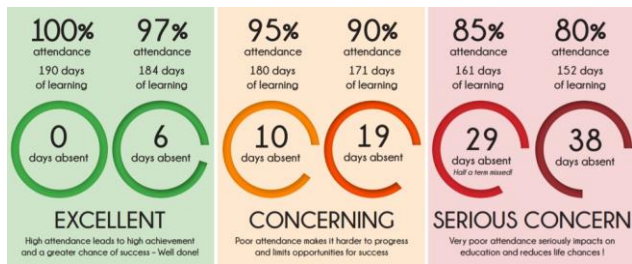 100%
attendance
190 days
of learning
0
days absent
97%
attendance
184 days
of learning
6
days absent
EXCELLENT
High attendance leads to high achievement
and a greater chance of success – Well done!
95%
attendance
180 days
of learning
10
days absent
90%
attendance
171 days
of learning
19
days absent
CONCERNING
Poor attendance makes it harder to progress
and limits opportunities for success
85%
attendance
161 days
of learning
29
days absent
Half a term missed!
80%
attendance
152 days
of learning
38
days absent
SERIOUS CONCERN
Very poor attendance seriously impacts on
education and reduces life chances !